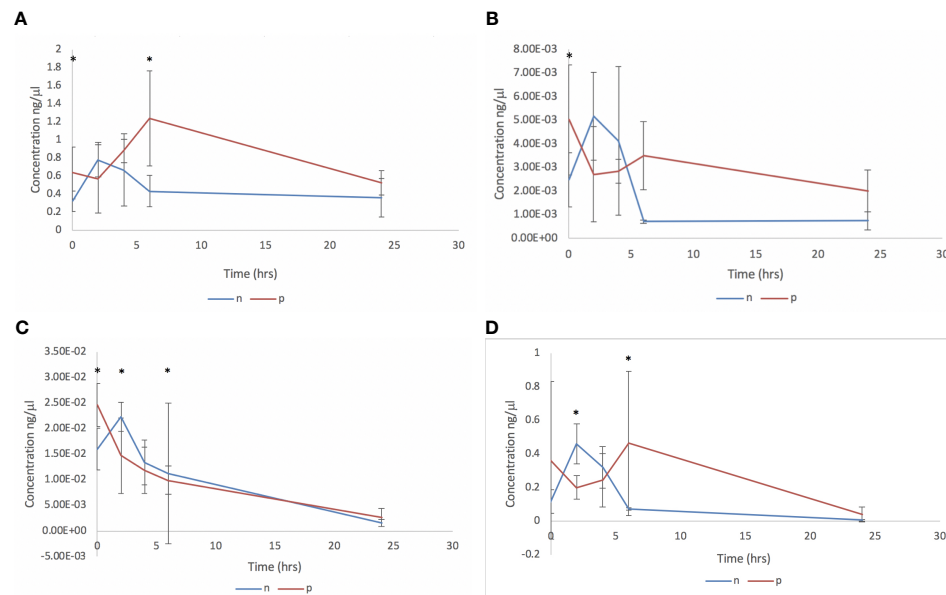 A
2
1.8
1.6
1.4
1.2
1
0.8
0.6
0.4
0.2
0
Concentration ng/µl
* *
0 5 10 15 20 25 30
Time (hrs)
n p
B
8.00E-03
7.00E-03
6.00E-03
5.00E-03
4.00E-03
3.00E-03
2.00E-03
1.00E-03
0.00E+00
Concentration ng/µl
*
0 5 10 15 20 25 30
Time (hrs)
n p
C
3.50E-02
3.00E-02
2.50E-02
2.00E-02
1.50E-02
1.00E-02
5.00E-03
0.00E+00
-5.00E-03
Concentration ng/µl
* * *
0 5 10 15 20 25 30
Time (hrs)
n p
D
1
0.8
0.6
0.4
0.2
0
-0.2
Concentration ng/µl
* *
0 5 10 15 20 25 30
Time (hrs)
n p